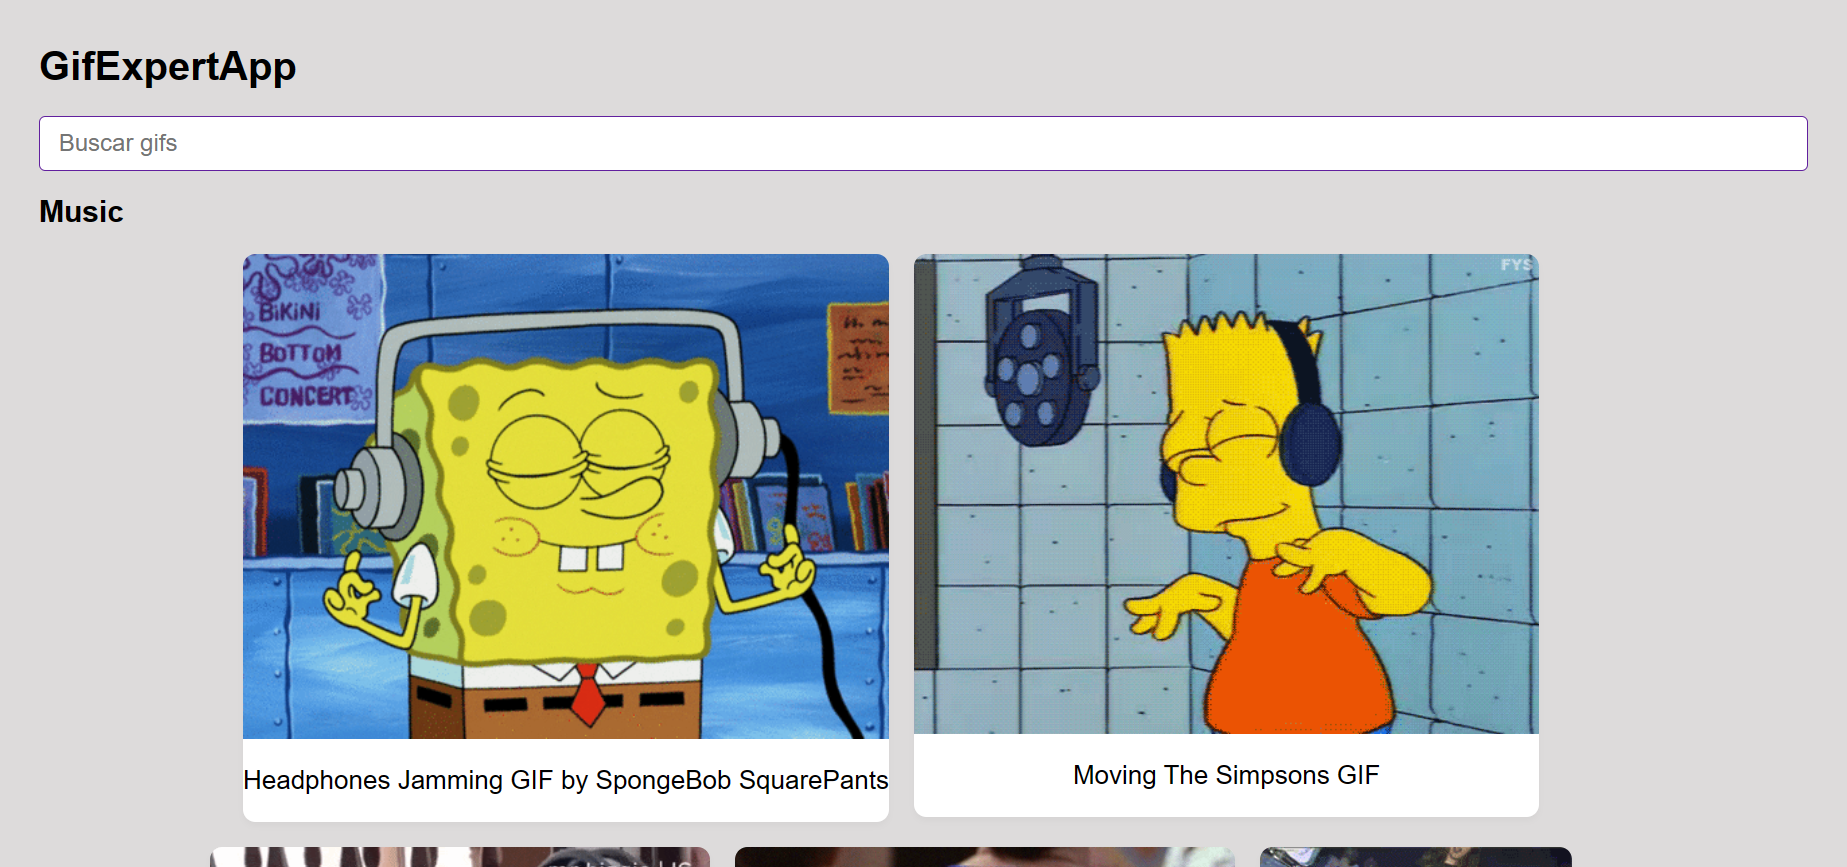 GifExpertApp
Buscar gifs
Music
BIKINI
BOTTOM
CONCERT
FYS
Headphones Jamming GIF by SpongeBob SquarePants
Moving The Simpsons GIF